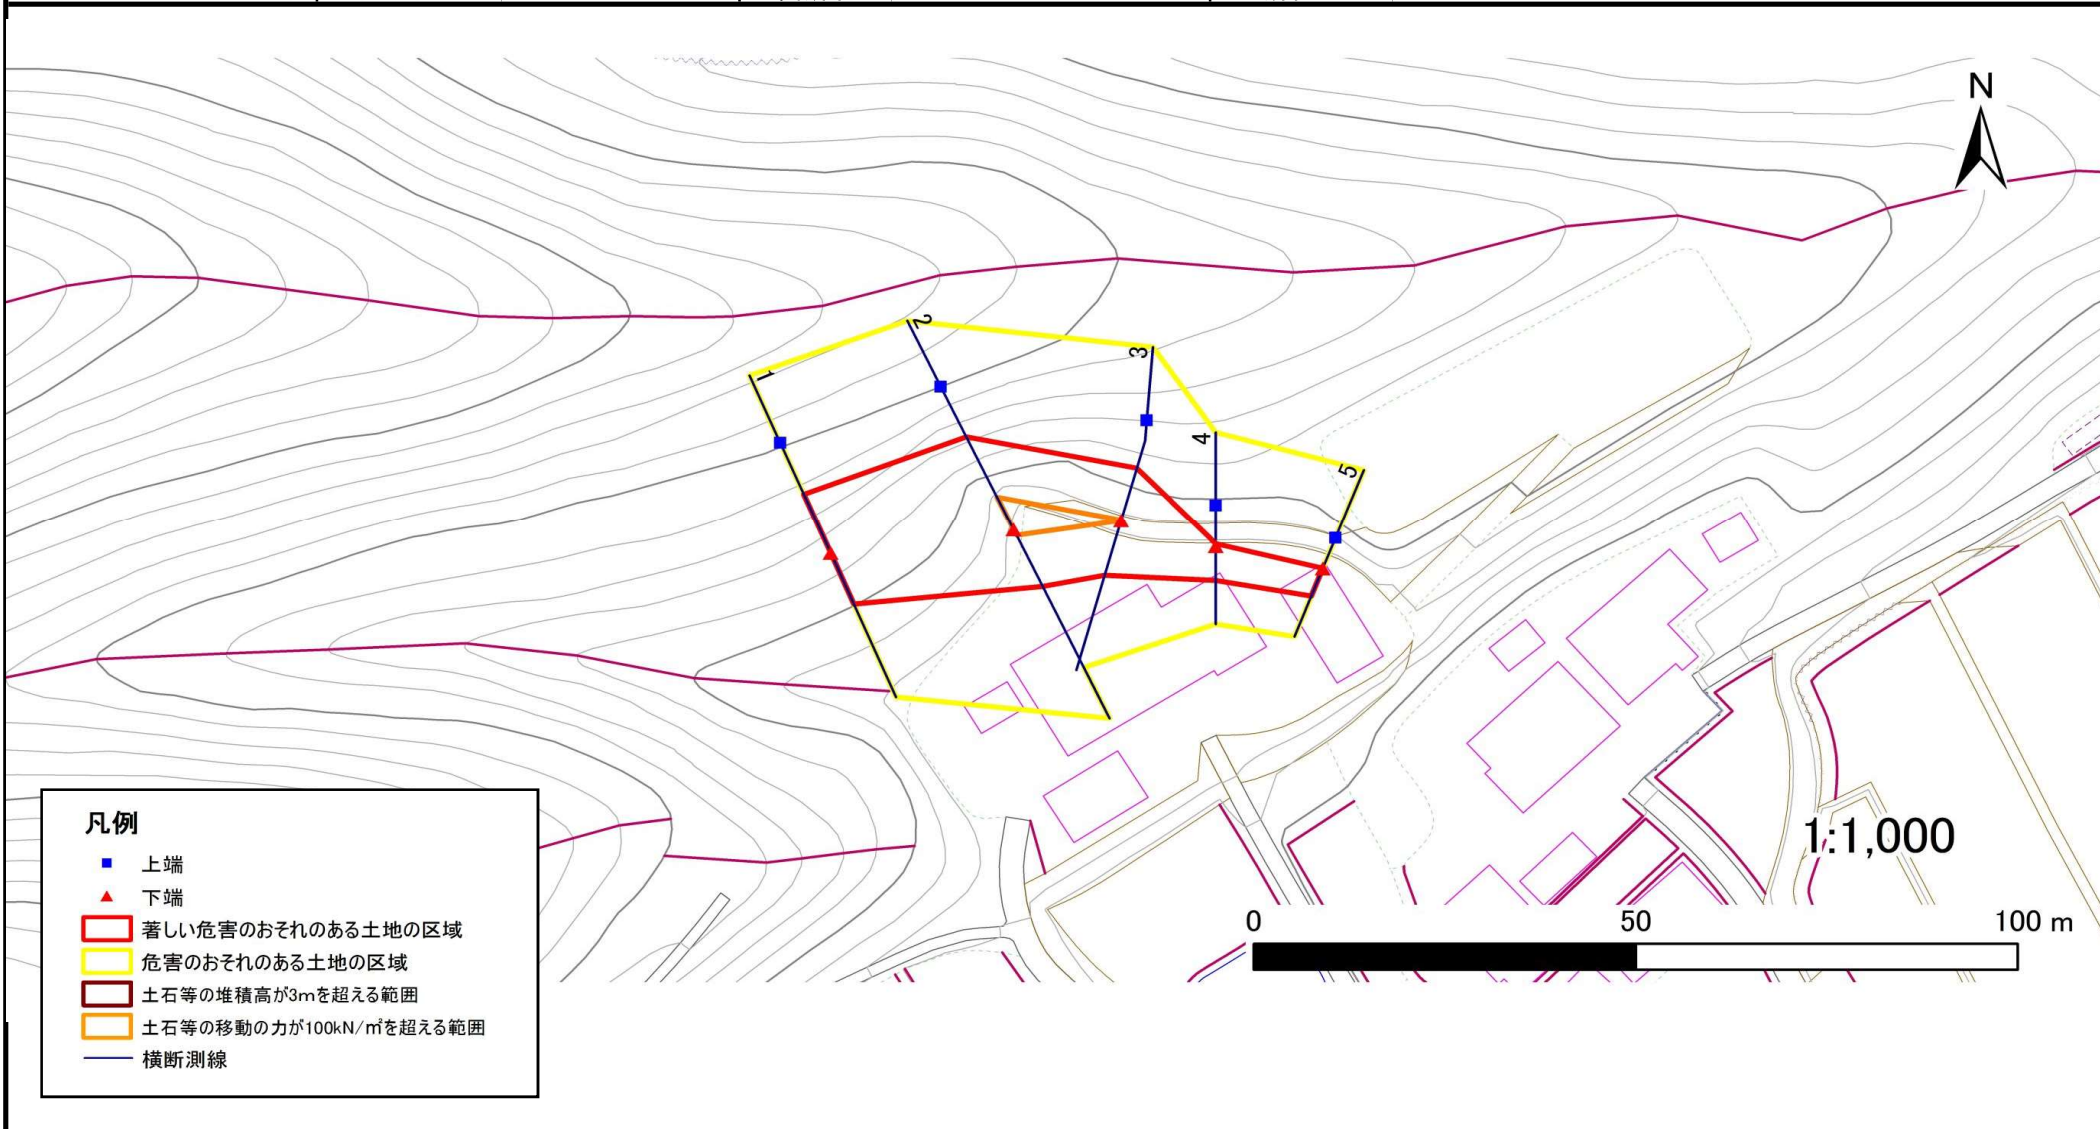 N
1
2
3
4
5
凡例
上端
下端
著しい危害のおそれのある土地の区域
危害のおそれのある土地の区域
土石等の堆積高が3mを超える範囲
土石等の移動の力が100kN/㎡を超える範囲
横断測線
1:1,000
0 50 100 m